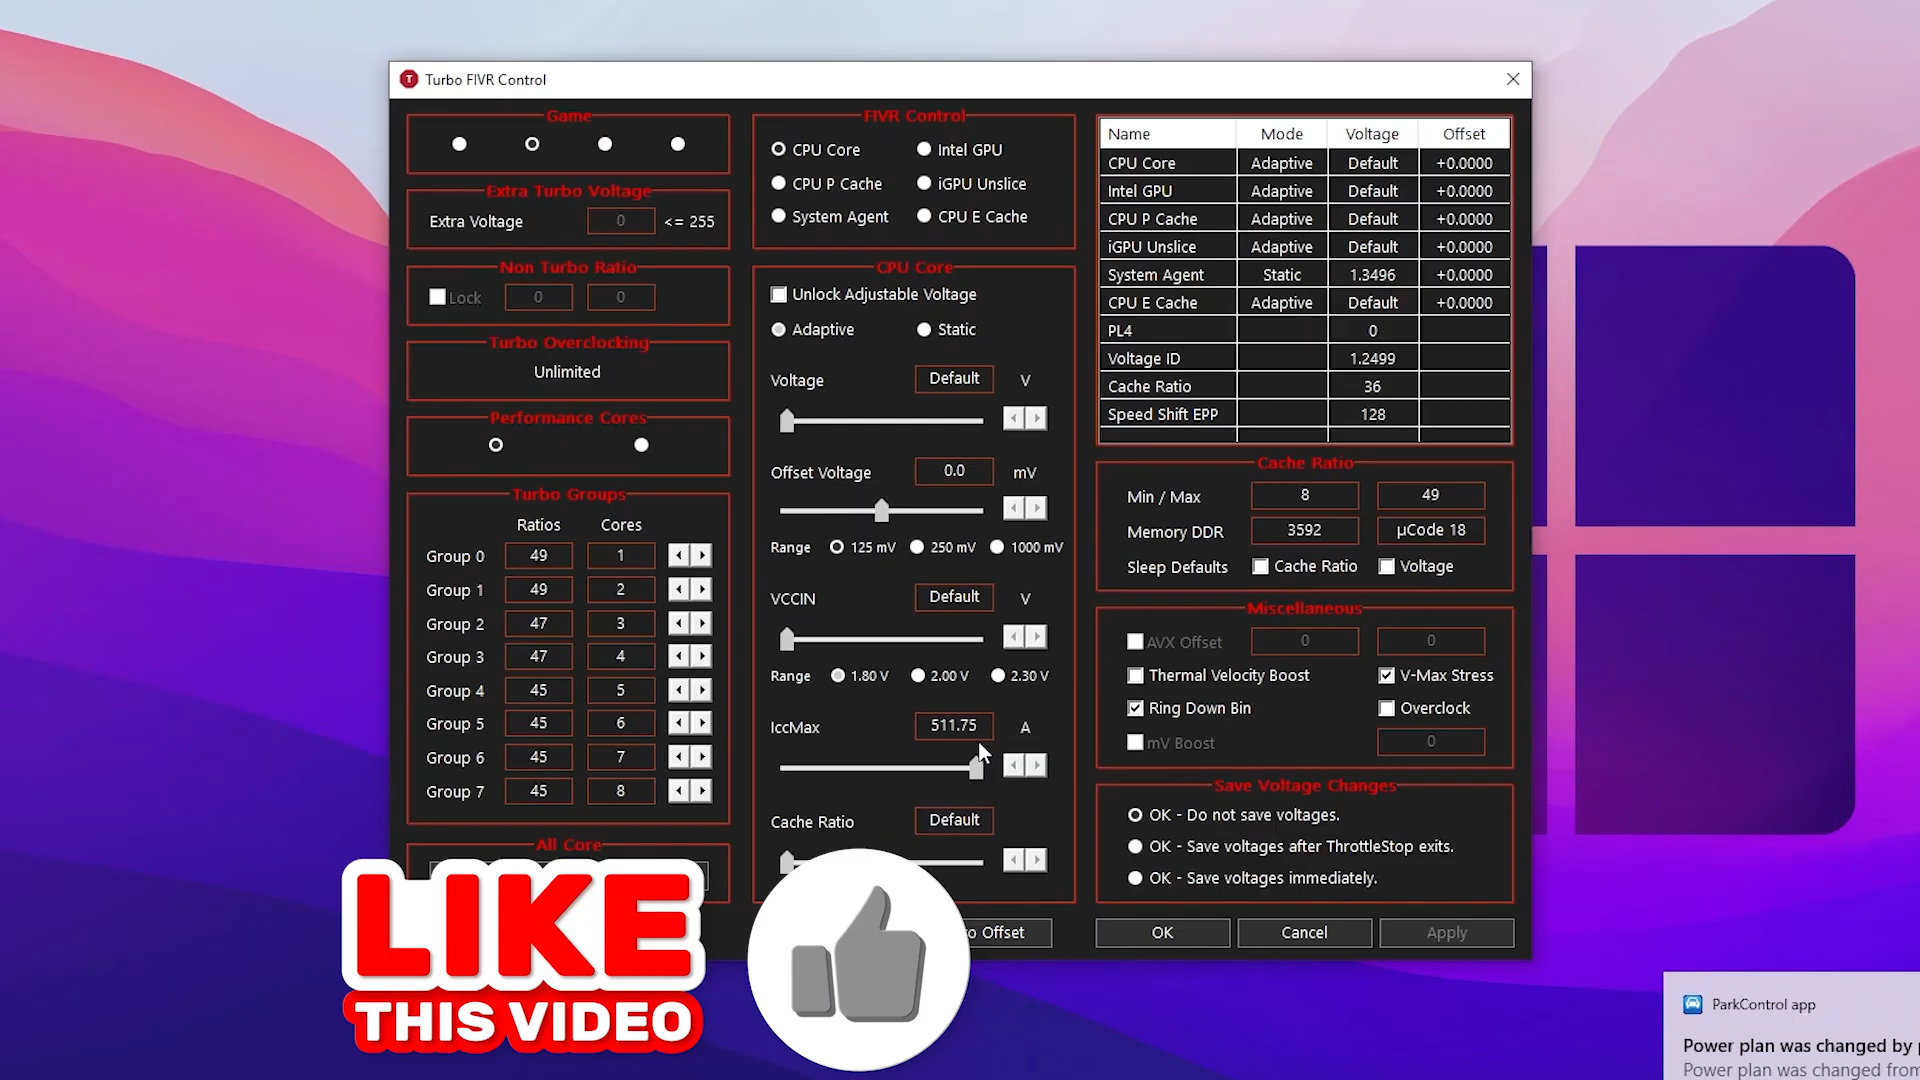 Turbo FIVR Control
Game
Extra Turbo Voltage
Extra Voltage 0 <= 255
Non Turbo Ratio
Lock 0 0
Turbo Overclocking
Unlimited
Performance Cores
Turbo Groups
Ratios Cores
Group 0 49 1
Group 1 49 2
Group 2 47 3
Group 3 47 4
Group 4 45 5
Group 5 45 6
Group 6 45 7
Group 7 45 8
All Core
FIVR Control
CPU Core Intel GPU
CPU P Cache iGPU Unslice
System Agent CPU E Cache
CPU Core
Unlock Adjustable Voltage
Adaptive Static
Voltage Default V
Offset Voltage 0.0 mV
Range 125 mV 250 mV 1000 mV
VCCIN Default V
Range 1.80 V 2.00 V 2.30 V
IccMax 511.75 A
Cache Ratio Default
o Offset
Name Mode Voltage Offset
CPU Core Adaptive Default +0.0000
Intel GPU Adaptive Default +0.0000
CPU P Cache Adaptive Default +0.0000
iGPU Unslice Adaptive Default +0.0000
System Agent Static 1.3496 +0.0000
CPU E Cache Adaptive Default +0.0000
PL4 0
Voltage ID 1.2499
Cache Ratio 36
Speed Shift EPP 128
Cache Ratio
Min / Max 8 49
Memory DDR 3592 µCode 18
Sleep Defaults Cache Ratio Voltage
Miscellaneous
AVX Offset 0 0
Thermal Velocity Boost V-Max Stress
Ring Down Bin Overclock
mV Boost 0
Save Voltage Changes
OK - Do not save voltages.
OK - Save voltages after ThrottleStop exits.
OK - Save voltages immediately.
OK Cancel Apply
LIKE
THIS VIDEO
ParkControl app
Power plan was changed by
Power plan was changed from